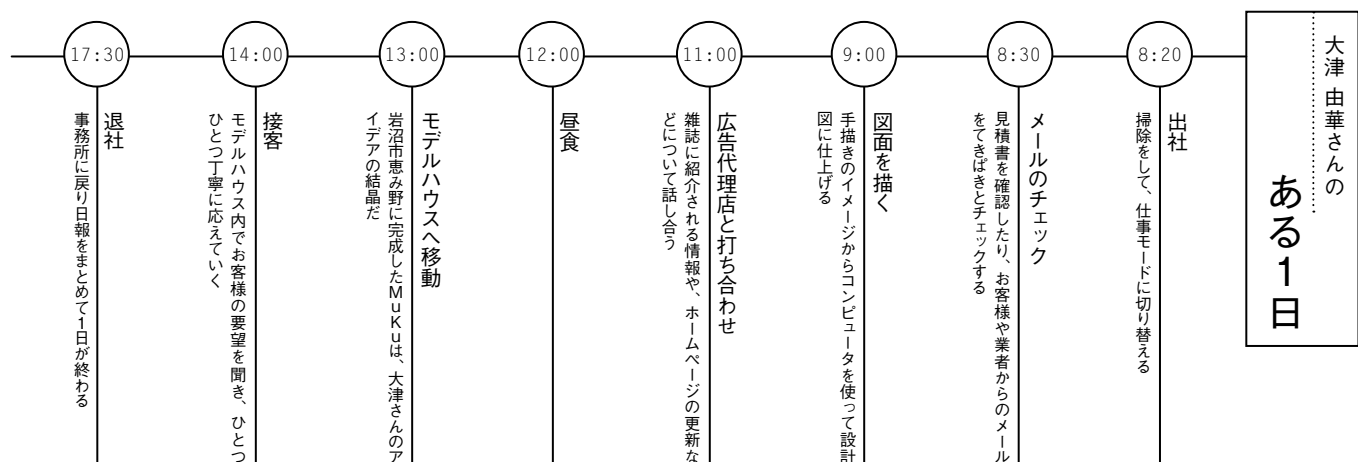 大津 由華さんの
ある1日
8:20
出社
掃除をして、仕事モードに切り替える
8:30
メールのチェック
見積書を確認したり、お客様や業者からのメール
をてきぱきとチェックする
9:00
図面を描く
手描きのイメージからコンピュータを使って設計
図に仕上げる
11:00
広告代理店と打ち合わせ
雑誌に紹介される情報や、ホームページの更新な
どについて話し合う
12:00
昼食
13:00
モデルハウスへ移動
岩沼市恵み野に完成したMuKuは、大津さんのア
イデアの結晶だ
14:00
接客
モデルハウス内でお客様の要望を聞き、ひとつ
ひとつ丁寧に応えていく
17:30
退社
事務所に戻り日報をまとめて1日が終わる